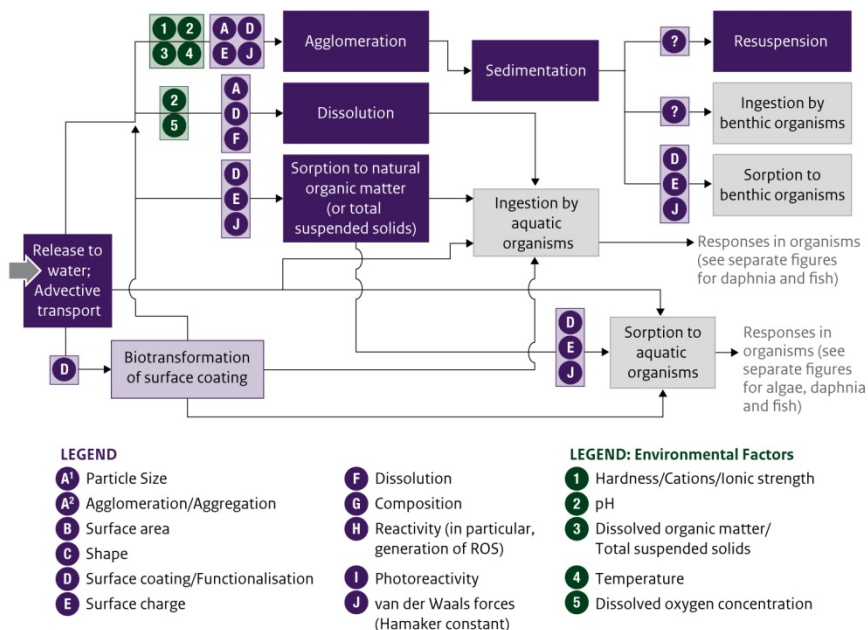 1 2
3 4
A D
E J
Agglomeration
Sedimentation
?
Resuspension
2
5
A
D
F
Dissolution
?
Ingestion by
benthic organisms
D
E
J
Sorption to natural
organic matter
(or total
suspended solids)
Ingestion by
aquatic
organisms
D
E
J
Sorption to
benthic organisms
Release to
water;
Advective
transport
Responses in organisms
(see separate figures
for daphnia and fish)
D
Biotransformation
of surface coating
D
E
J
Sorption to
aquatic
organisms
Responses in
organisms (see
separate figures
for algae, daphnia
and fish)
LEGEND
A¹ Particle Size
A² Agglomeration/Aggregation
B Surface area
C Shape
D Surface coating/Functionalisation
E Surface charge
F Dissolution
G Composition
H Reactivity (in particular,
generation of ROS)
I Photoreactivity
J van der Waals forces
(Hamaker constant)
LEGEND: Environmental Factors
1 Hardness/Cations/Ionic strength
2 pH
3 Dissolved organic matter/
Total suspended solids
4 Temperature
5 Dissolved oxygen concentration